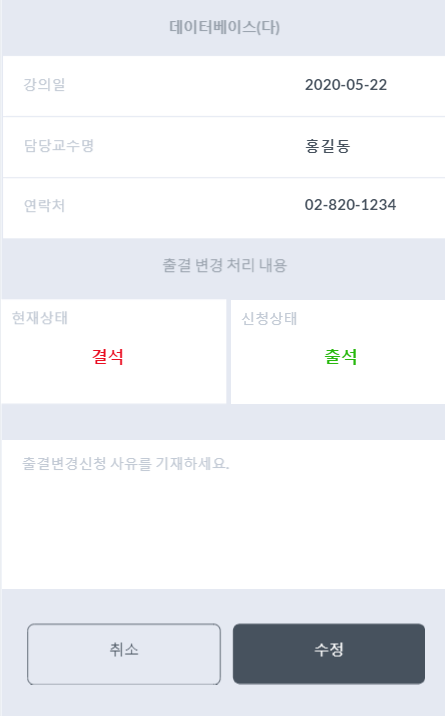 데이터베이스(다)
강의일 2020-05-22
담당교수명 홍길동
연락처 02-820-1234
출결 변경 처리 내용
현재상태 신청상태
결석 출석
출결변경신청 사유를 기재하세요.
취소 수정